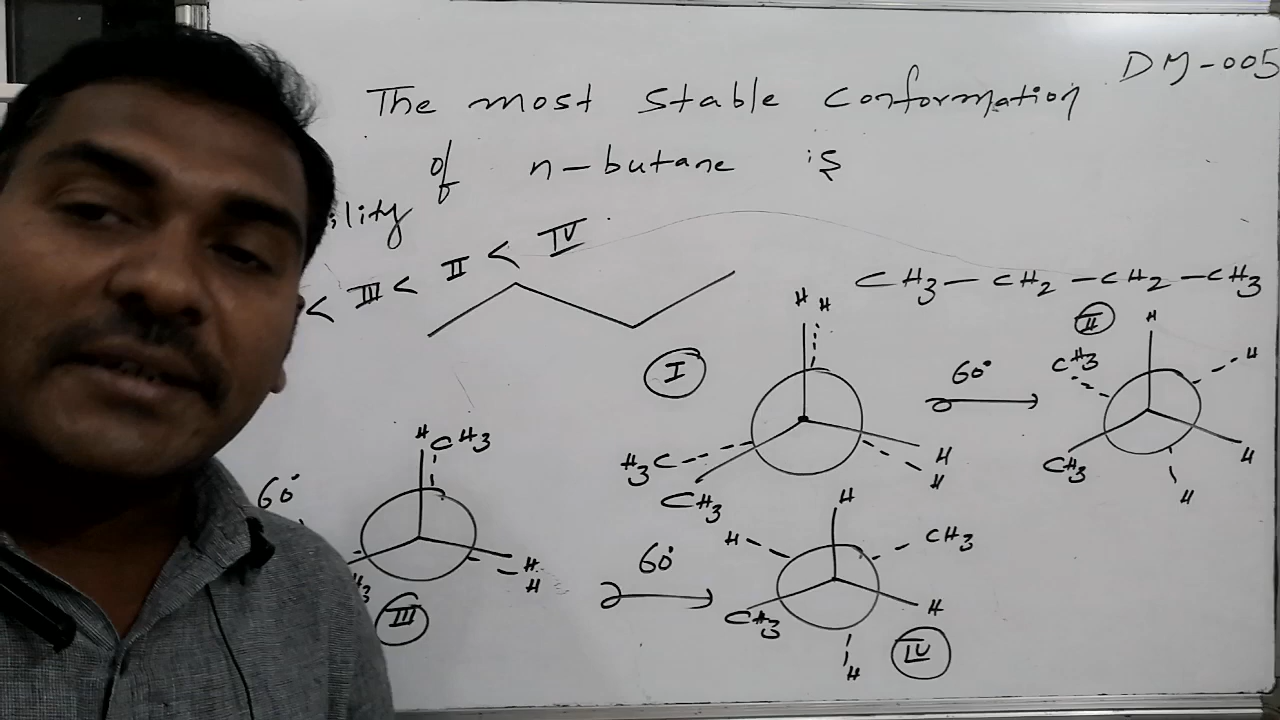 DM-005
The most stable conformation
of n-butane is
ility
< III < II < IV
CH3 - CH2 - CH2 - CH3
I
H H
H3C
CH3
H
H
60°
II
H
CH3
H
CH3
H
H
60°
H CH3
H
H
3
III
60°
H
H
CH3
CH3
H
H
IV